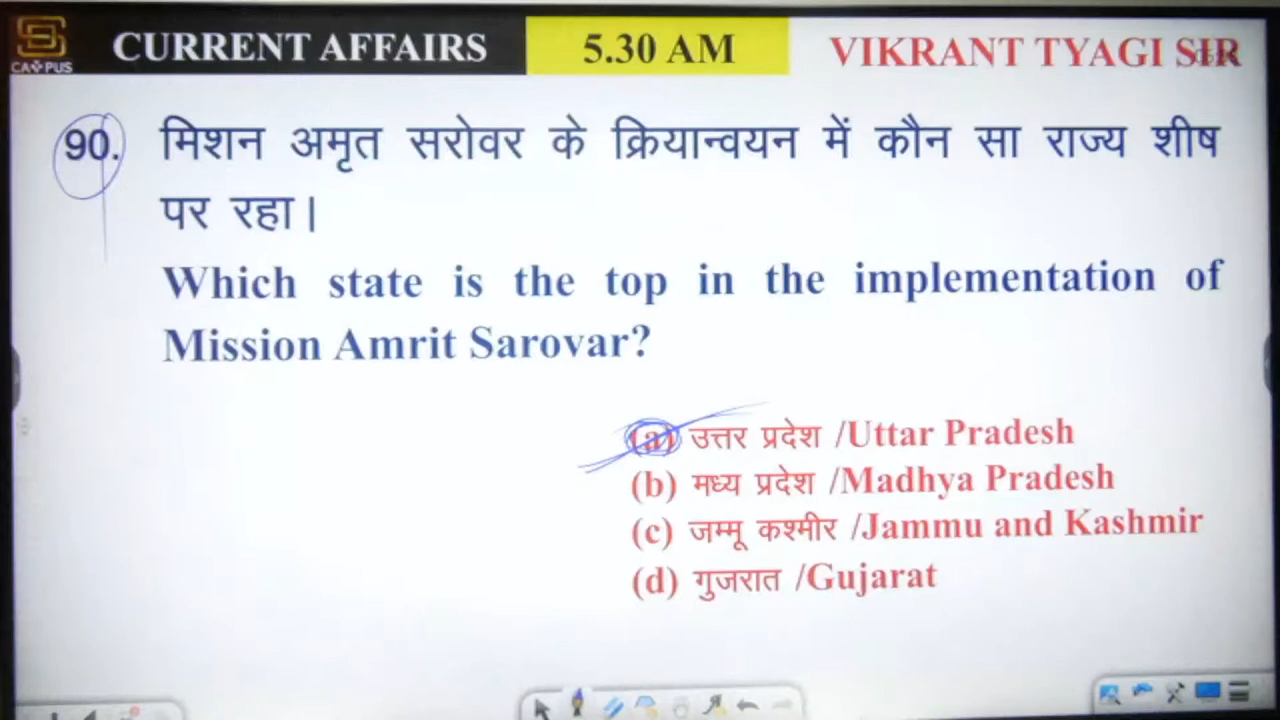 CAMPUS
CURRENT AFFAIRS
5.30 AM
VIKRANT TYAGI SIR
90. मिशन अमृत सरोवर के क्रियान्वयन में कौन सा राज्य शीष
पर रहा।
Which state is the top in the implementation of
Mission Amrit Sarovar?
(a) उत्तर प्रदेश /Uttar Pradesh
(b) मध्य प्रदेश /Madhya Pradesh
(c) जम्मू कश्मीर /Jammu and Kashmir
(d) गुजरात /Gujarat